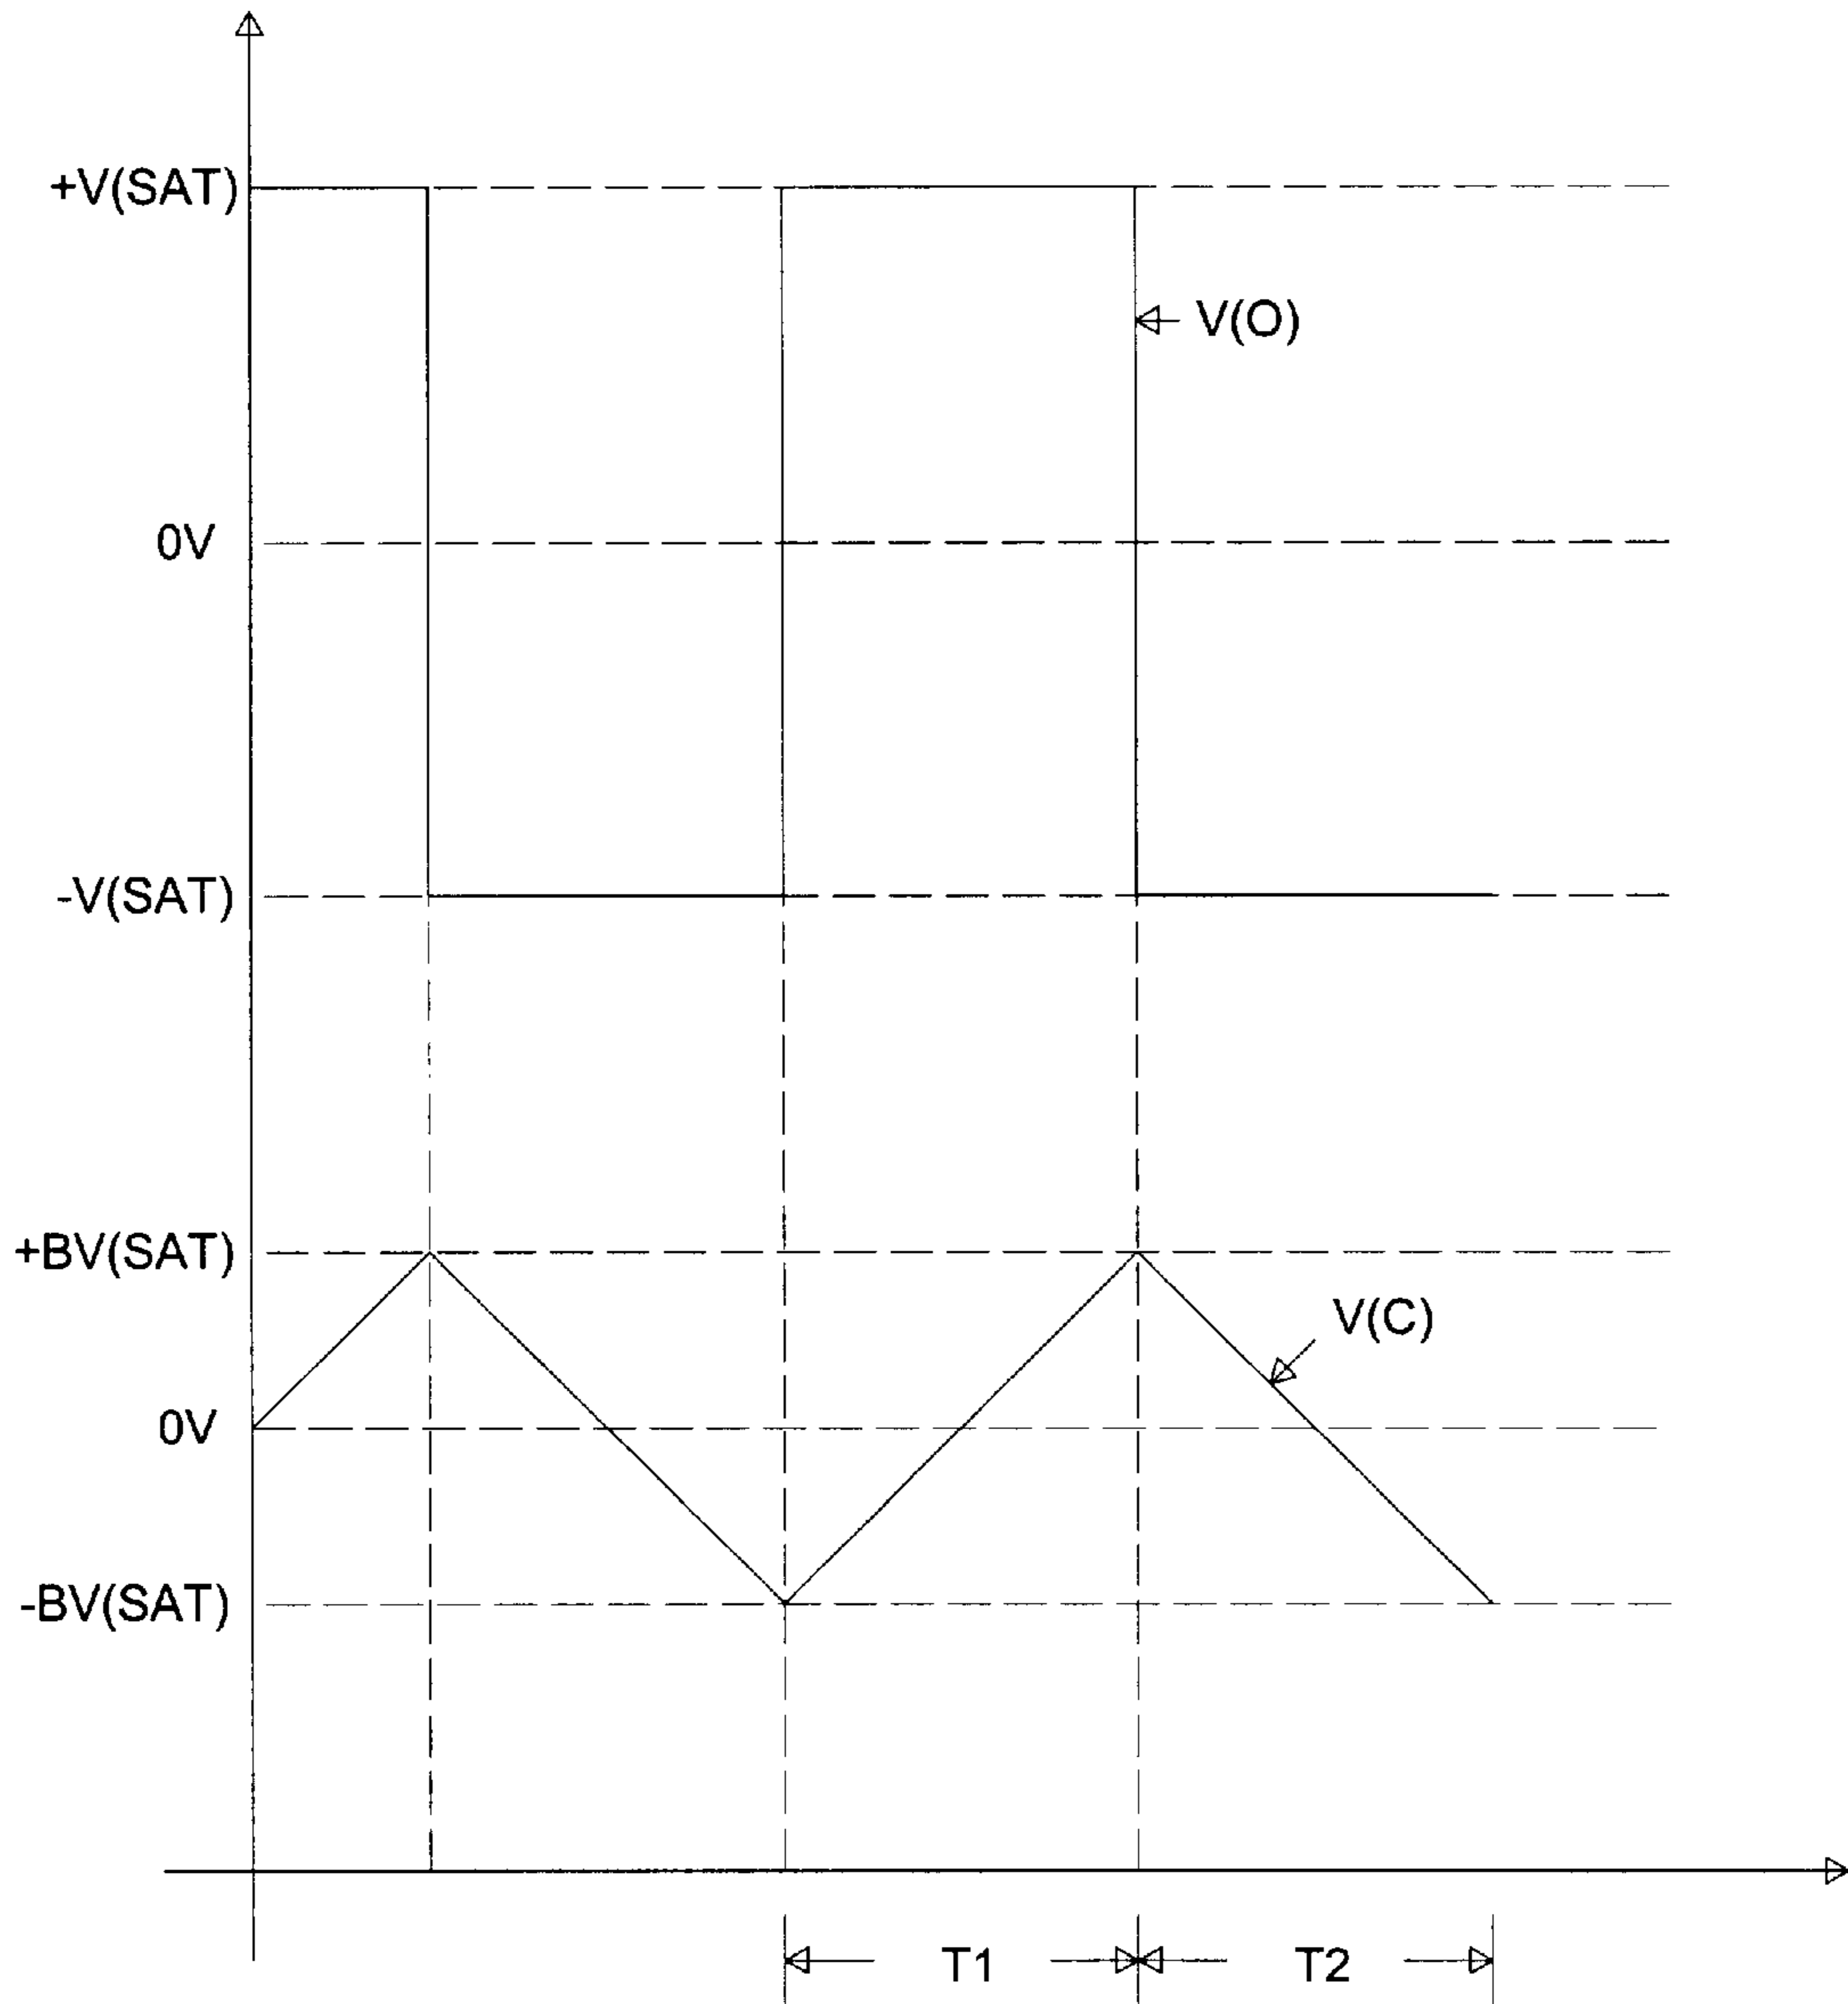 +V(SAT)
V(O)
0V
-V(SAT)
+BV(SAT)
V(C)
0V
-BV(SAT)
T1
T2